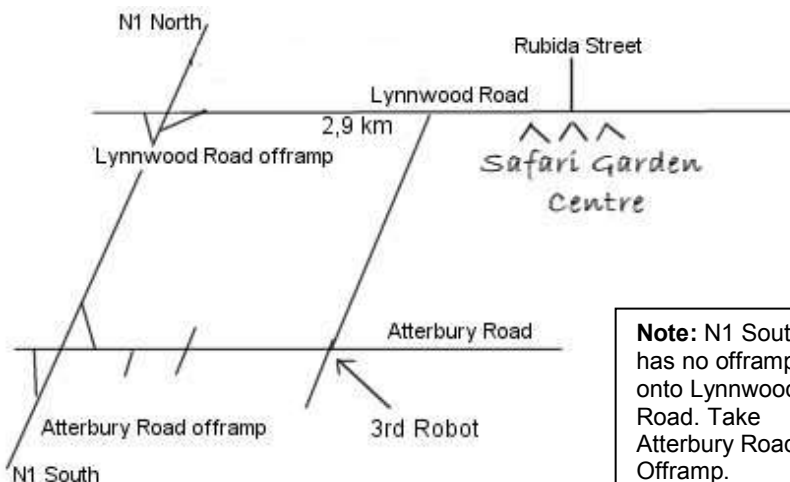 N1 North
Rubida Street
Lynnwood Road
2,9 km
Lynnwood Road offramp
Safari Garden
Centre
Atterbury Road
Note: N1 Sout
has no offramp
onto Lynnwood
Road. Take
Atterbury Road
Offramp.
Atterbury Road offramp
3rd Robot
N1 South